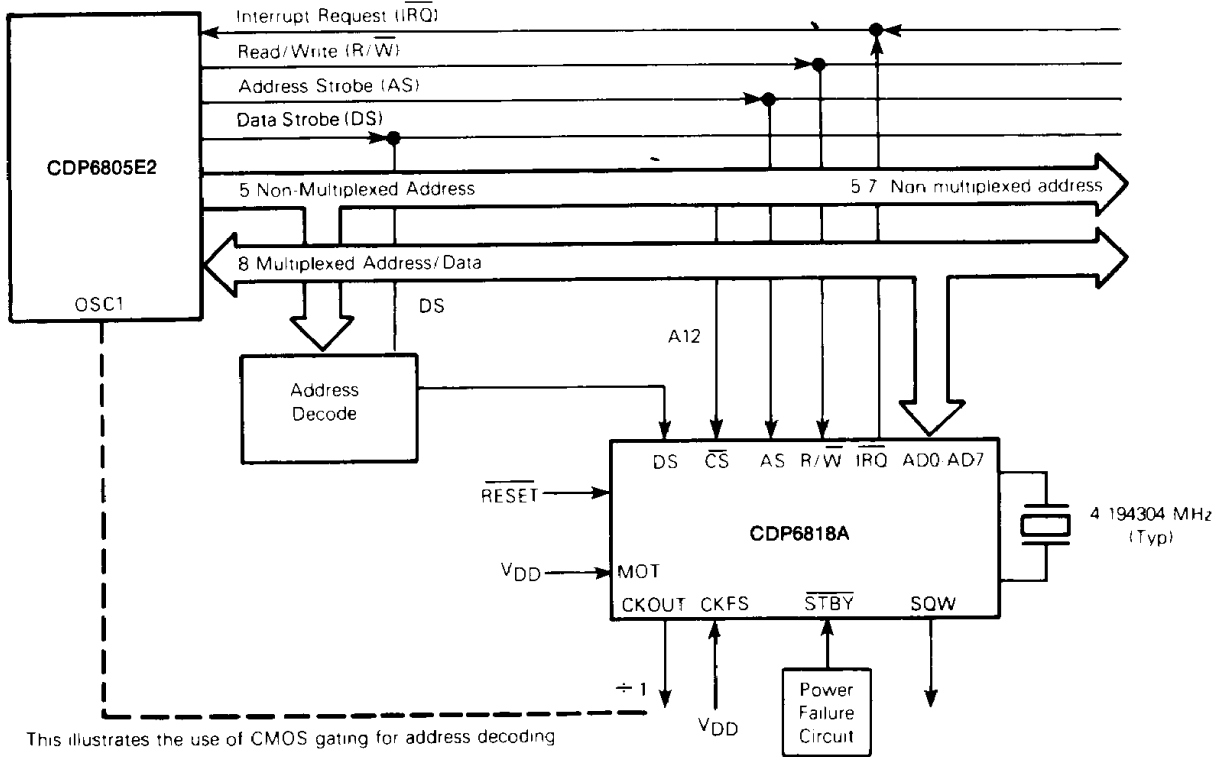 Interrupt Request (IRQ)
Read/Write (R/W)
Address Strobe (AS)
Data Strobe (DS)
CDP6805E2
5 Non-Multiplexed Address
5 7 Non multiplexed address
8 Multiplexed Address/Data
OSC1
DS
A12
Address
Decode
DS CS AS R/W IRQ AD0-AD7
RESET
CDP6818A
4 194304 MHz
(Typ)
VDD
MOT
CKOUT CKFS STBY SQW
÷ 1
VDD
Power
Failure
Circuit
This illustrates the use of CMOS gating for address decoding